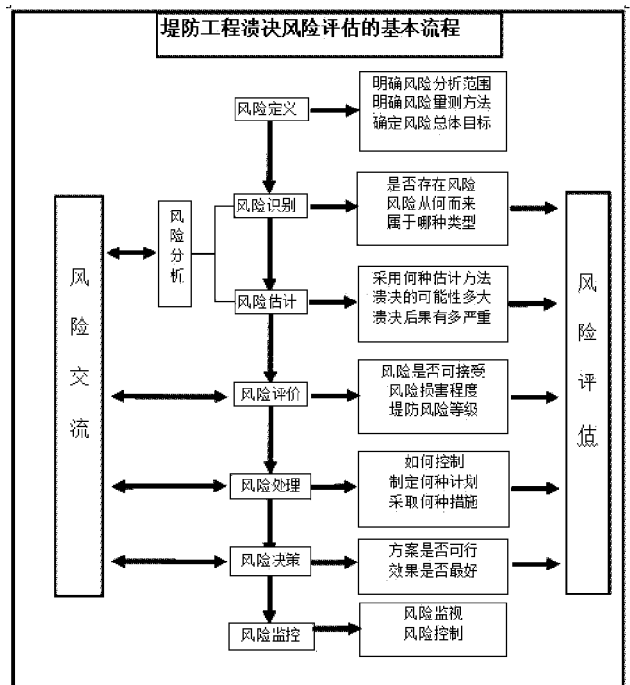 堤防工程溃决风险评估的基本流程
风险定义
明确风险分析范围
明确风险量测方法
确定风险总体目标
风险交流
风险分析
风险识别
是否存在风险
风险从何而来
属于哪种类型
风险评估
风险估计
采用何种估计方法
溃决的可能性多大
溃决后果有多严重
风险评价
风险是否可接受
风险损害程度
堤防风险等级
风险处理
如何控制
制定何种计划
采取何种措施
风险决策
方案是否可行
效果是否最好
风险监控
风险监视
风险控制